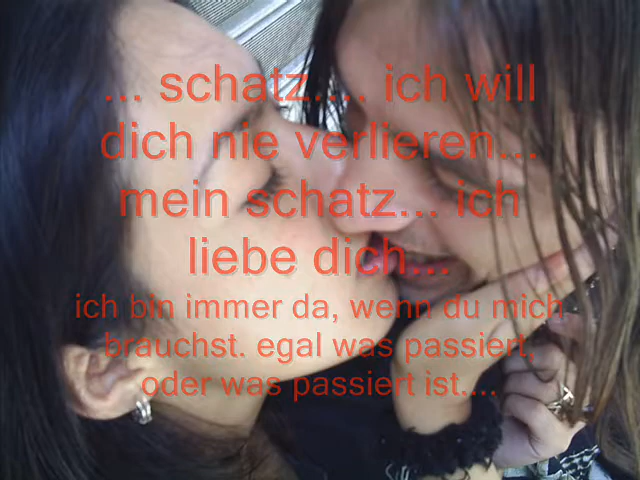 ... schatz.... ich will
dich nie verlieren...
mein schatz... ich
liebe dich...
ich bin immer da, wenn du mich
brauchst. egal was passiert,
oder was passiert ist....